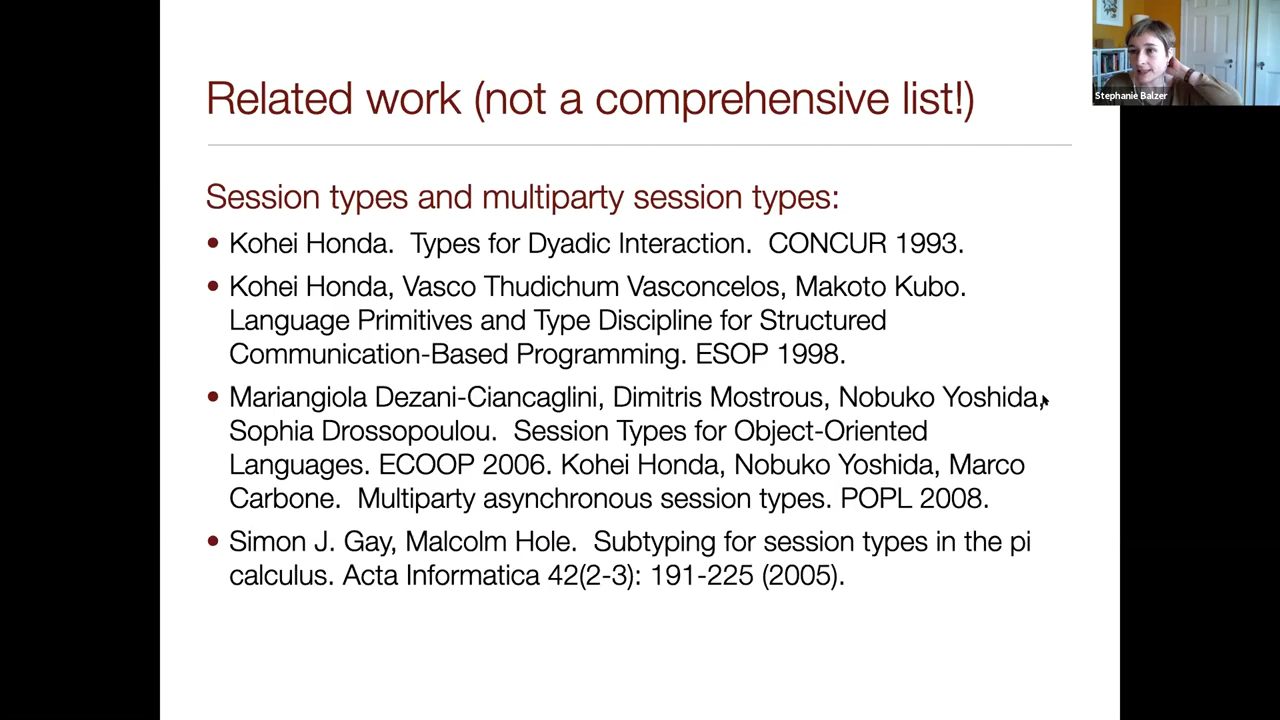 Related work (not a comprehensive list!)
Stephanie Balzer
Session types and multiparty session types:
• Kohei Honda. Types for Dyadic Interaction. CONCUR 1993.
• Kohei Honda, Vasco Thudichum Vasconcelos, Makoto Kubo.
Language Primitives and Type Discipline for Structured
Communication-Based Programming. ESOP 1998.
• Mariangiola Dezani-Ciancaglini, Dimitris Mostrous, Nobuko Yoshida,
Sophia Drossopoulou. Session Types for Object-Oriented
Languages. ECOOP 2006. Kohei Honda, Nobuko Yoshida, Marco
Carbone. Multiparty asynchronous session types. POPL 2008.
• Simon J. Gay, Malcolm Hole. Subtyping for session types in the pi
calculus. Acta Informatica 42(2-3): 191-225 (2005).